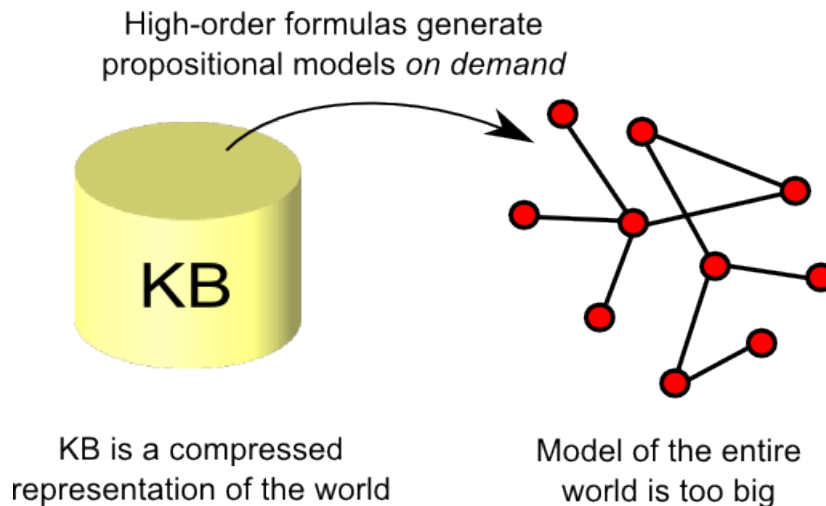 High-order formulas generate
propositional models on demand
KB
KB is a compressed
representation of the world
Model of the entire
world is too big